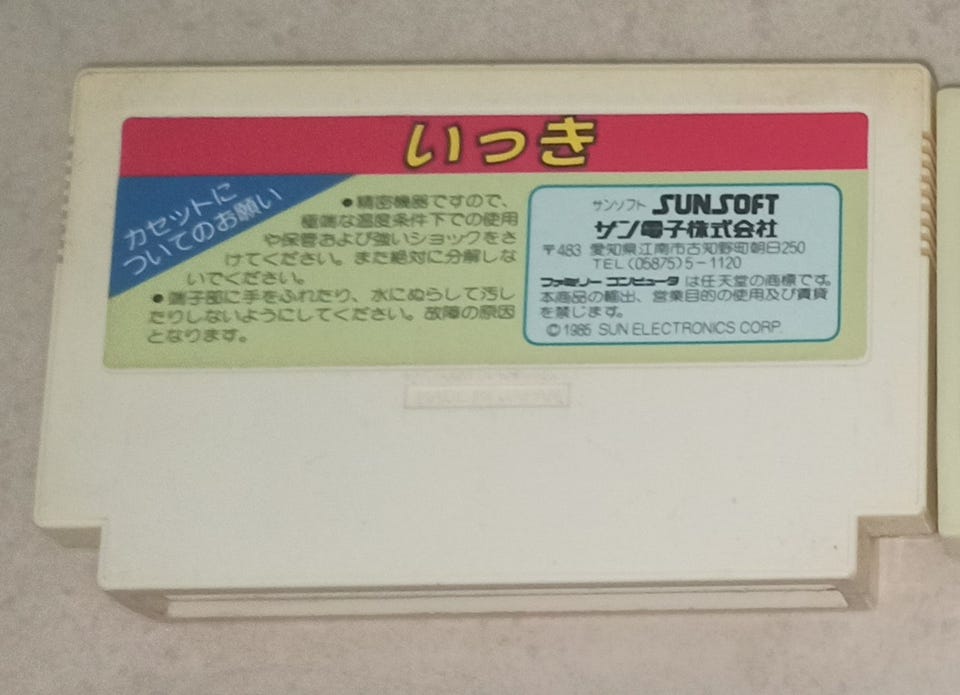 いっき
カセットに
ついてのお願い
●精密機器ですので、
極端な温度条件下での使用
や保管および強いショックをさ
けてください。また絶対に分解しな
いでください。
●端子部に手をふれたり、水にぬらして汚し
たりしないようにしてください。故障の原因
となります。
サンソフト SUNSOFT
サン電子株式会社
〒483 愛知県江南市古知野町朝日250
TEL(05875)5-1120
ファミリー コンピュータ は任天堂の商標です。
本商品の輸出、営業目的の使用及び賃貸
を禁じます。
©1985 SUN ELECTRONICS CORP.